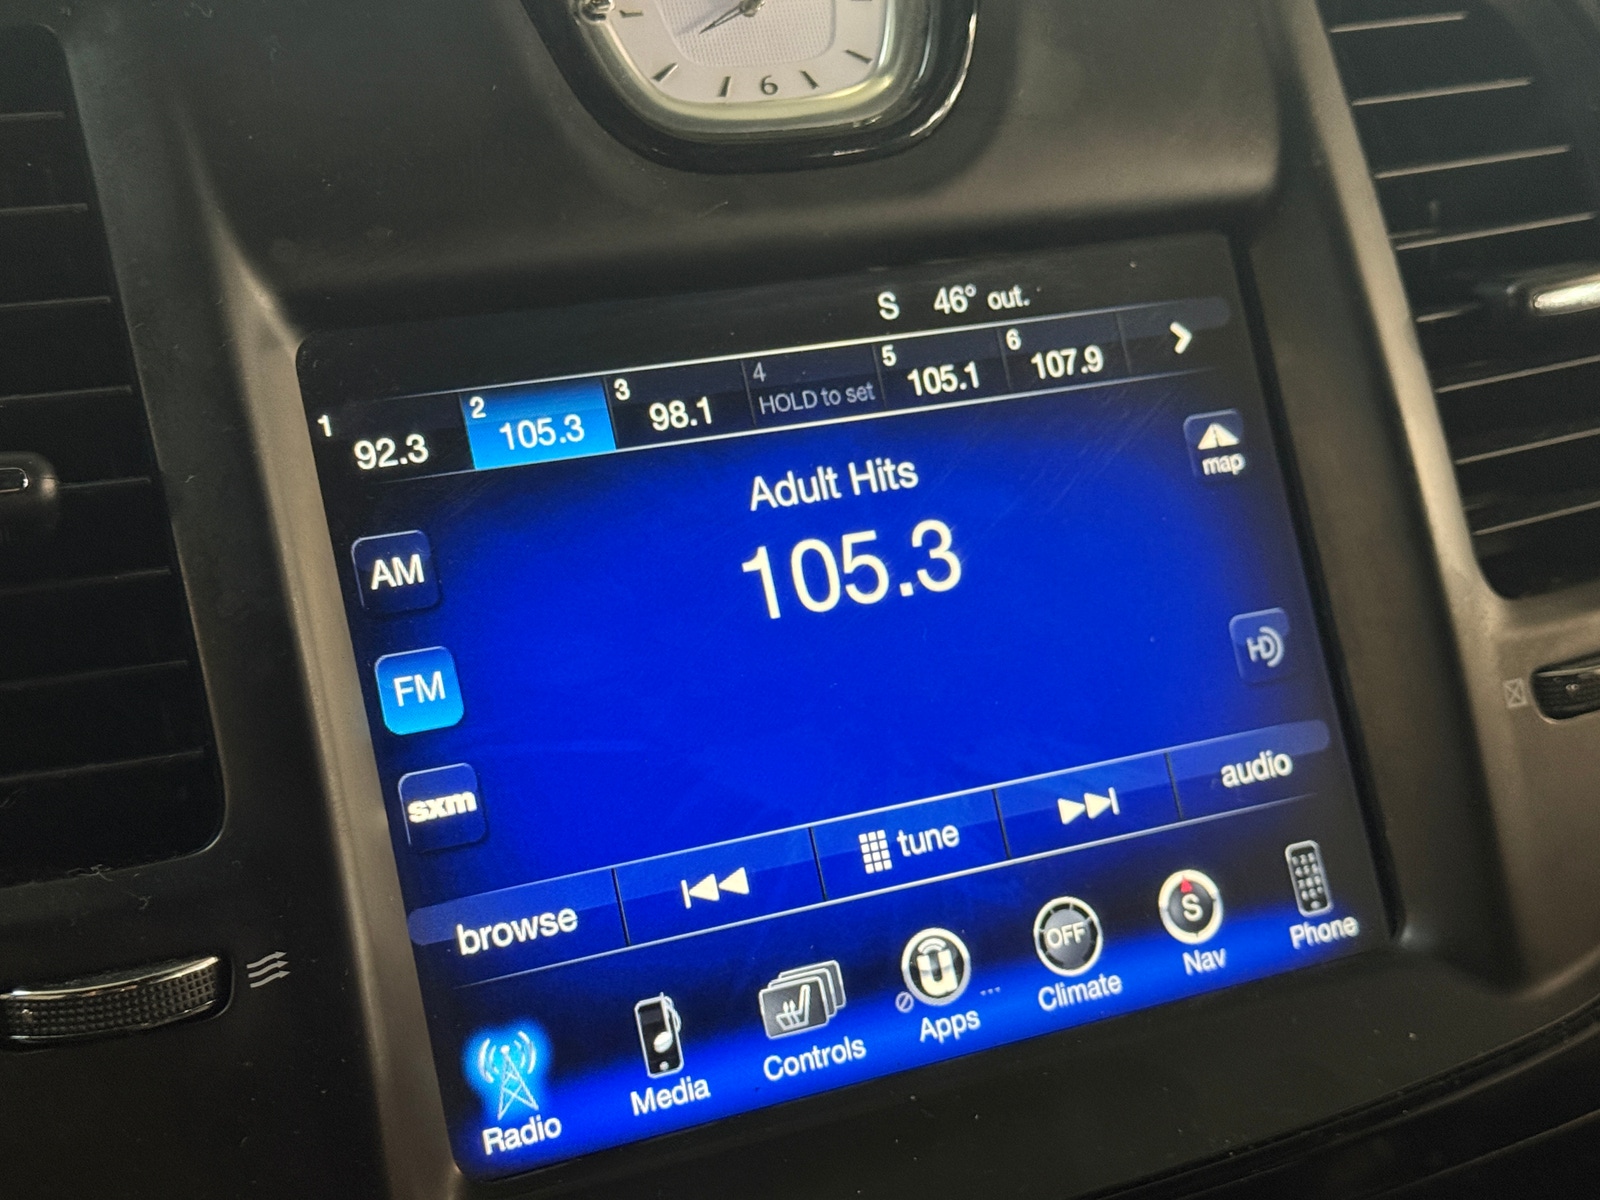 6
S 46° out.
1 92.3
2 105.3
3 98.1
4 HOLD to set
5 105.1
6 107.9
map
Adult Hits
105.3
AM
HD
FM
sxm
browse
tune
audio
Radio
Media
Controls
U
Apps
OFF
Climate
S
Nav
Phone